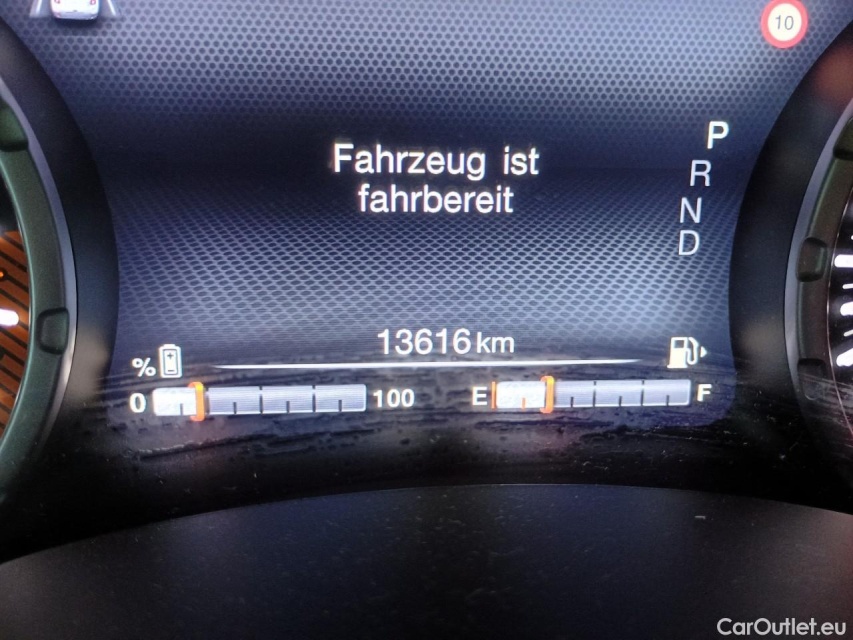 10
P
Fahrzeug ist
R
fahrbereit
N
D
13616 km
%
0 100 E F
CarOutlet.eu